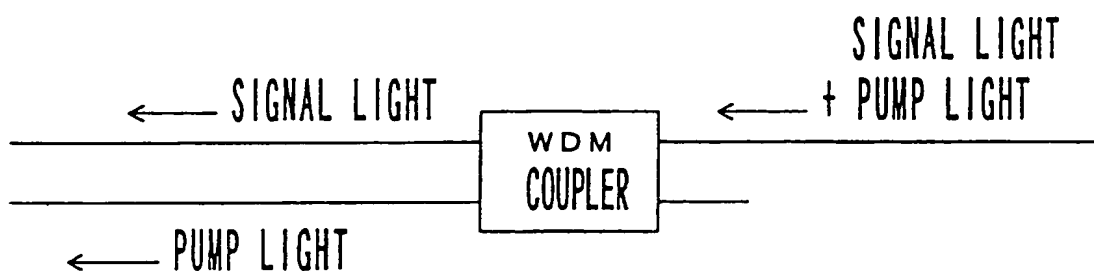 SIGNAL LIGHT
+ PUMP LIGHT
SIGNAL LIGHT
WDM
COUPLER
PUMP LIGHT